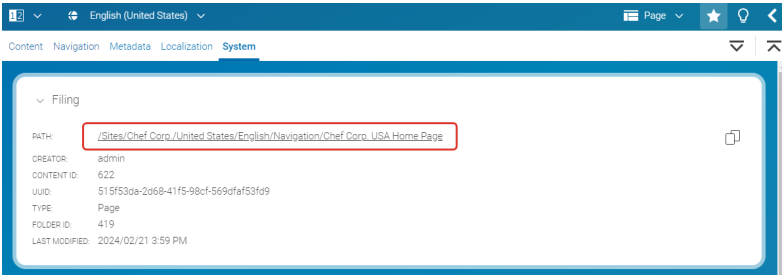 12 English (United States) Page
Content Navigation Metadata Localization System
Filing
PATH: /Sites/Chef Corp./United States/English/Navigation/Chef Corp. USA Home Page
CREATOR: admin
CONTENT ID: 622
UUID: 515f53da-2d68-41f5-98cf-569dfaf53fd9
TYPE: Page
FOLDER ID: 419
LAST MODIFIED: 2024/02/21 3:59 PM